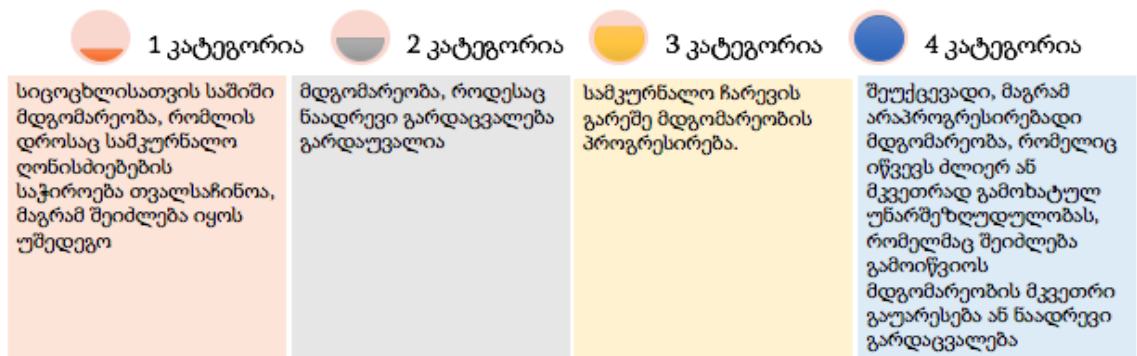 1 კატეგორია
2 კატეგორია
3 კატეგორია
4 კატეგორია
სიცოცხლისათვის საშიში
მდგომარეობა, რომლის
დროსაც სამკურნალო
ღონისძიებების
საჭიროება თვალსაჩინოა,
მაგრამ შეიძლება იყოს
უშედეგო
მდგომარეობა, როდესაც
ნაადრევი გარდაცვალება
გარდაუვალია
სამკურნალო ჩარევის
გარეშე მდგომარეობის
პროგრესირება.
შეუქცევადი, მაგრამ
არაპროგრესირებადი
მდგომარეობა, რომელიც
იწვევს ძლიერ ან
მკვეთრად გამოხატულ
უნარშეზღუდულობას,
რომელმაც შეიძლება
გამოიწვიოს
მდგომარეობის მკვეთრი
გაუარესება ან ნაადრევი
გარდაცვალება